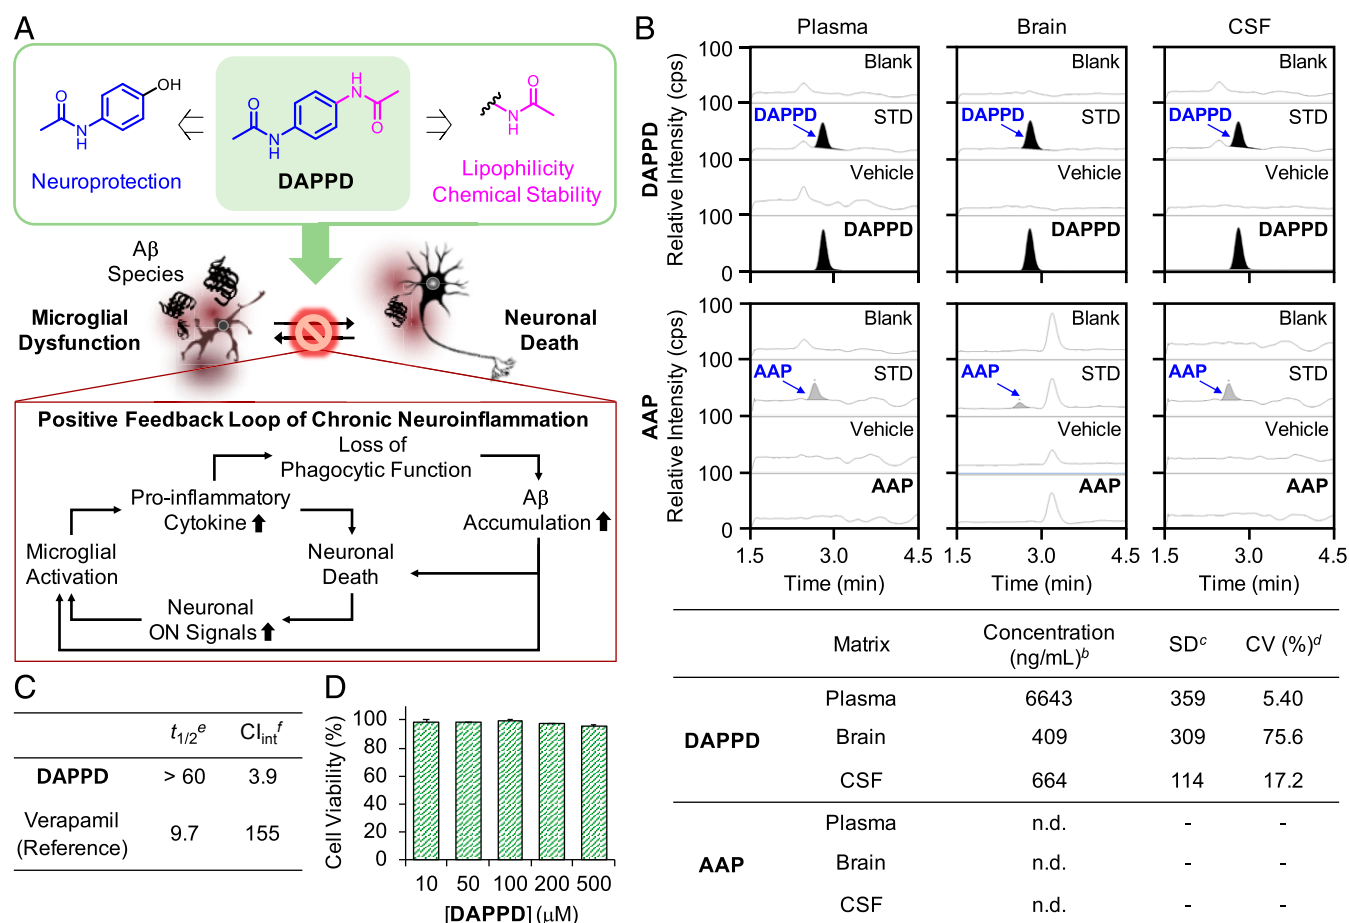 A
OH
O
N
H
Neuroprotection
O
N
H
H
N
O
DAPPD
O
N
H
Lipophilicity
Chemical Stability
Aβ
Species
Microglial
Dysfunction
Neuronal
Death
Positive Feedback Loop of Chronic Neuroinflammation
Loss of
Phagocytic Function
Pro-inflammatory
Cytokine
Aβ
Accumulation
Microglial
Activation
Neuronal
Death
Neuronal
ON Signals
B
Plasma Brain CSF
DAPPD
Relative Intensity (cps)
100
100
100
100
0
Blank
DAPPD STD
Vehicle
DAPPD
Blank
DAPPD STD
Vehicle
DAPPD
Blank
DAPPD STD
Vehicle
DAPPD
AAP
Relative Intensity (cps)
100
100
100
100
0
Blank
AAP STD
Vehicle
AAP
Blank
AAP STD
Vehicle
AAP
Blank
AAP STD
Vehicle
AAP
1.5 3.0 4.5 1.5 3.0 4.5 1.5 3.0 4.5
Time (min) Time (min) Time (min)
Matrix Concentration (ng/mL)b SDc CV (%)d
DAPPD
Plasma 6643 359 5.40
Brain 409 309 75.6
CSF 664 114 17.2
AAP
Plasma n.d. - -
Brain n.d. - -
CSF n.d. - -
C
t1/2e CIintf
DAPPD > 60 3.9
Verapamil
(Reference) 9.7 155
D
Cell Viability (%)
100
80
60
40
20
0
10 50 100 200 500
[DAPPD] (μM)